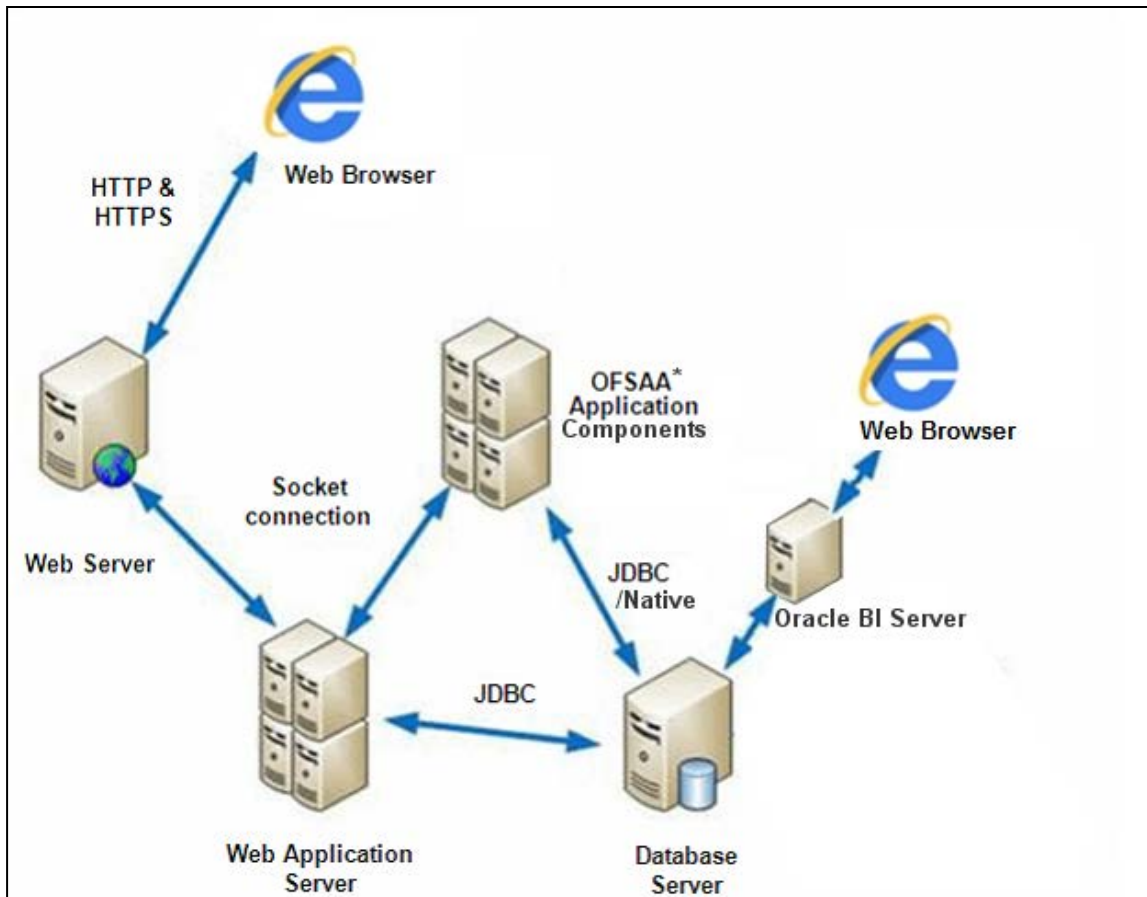 Web Browser
HTTP &
HTTPS
OFSAA*
Application
Components
Web Browser
Socket
connection
Web Server
JDBC
/Native
Oracle BI Server
JDBC
Web Application
Server
Database
Server